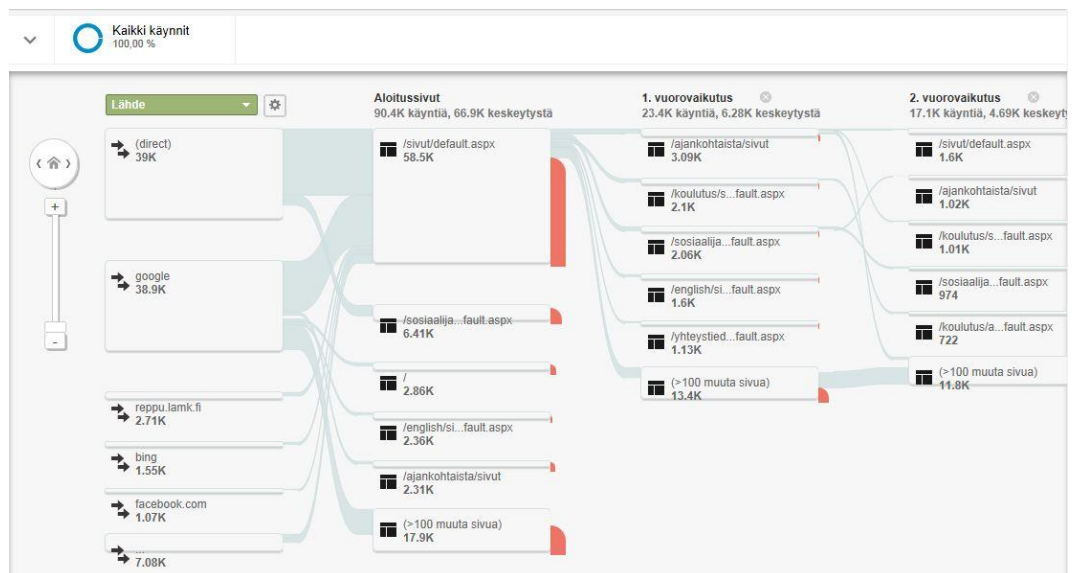 Kaikki käynnit
100,00 %
Lähde
(direct)
39K
google
38.9K
reppu.lamk.fi
2.71K
bing
1.55K
facebook.com
1.07K
...
7.08K
Aloitussivut
90.4K käyntiä, 66.9K keskeytystä
/sivut/default.aspx
58.5K
/sosiaalija...fault.aspx
6.41K
/
2.86K
/english/si...fault.aspx
2.36K
/ajankohtaista/sivut
2.31K
(>100 muuta sivua)
17.9K
1. vuorovaikutus
23.4K käyntiä, 6.28K keskeytystä
/ajankohtaista/sivut
3.09K
/koulutus/s...fault.aspx
2.1K
/sosiaalija...fault.aspx
2.06K
/english/si...fault.aspx
1.6K
/yhteystied...fault.aspx
1.13K
(>100 muuta sivua)
13.4K
2. vuorovaikutus
17.1K käyntiä, 4.69K keskeyt
/sivut/default.aspx
1.6K
/ajankohtaista/sivut
1.02K
/koulutus/s...fault.aspx
1.01K
/sosiaalija...fault.aspx
974
/koulutus/a...fault.aspx
722
(>100 muuta sivua)
11.8K